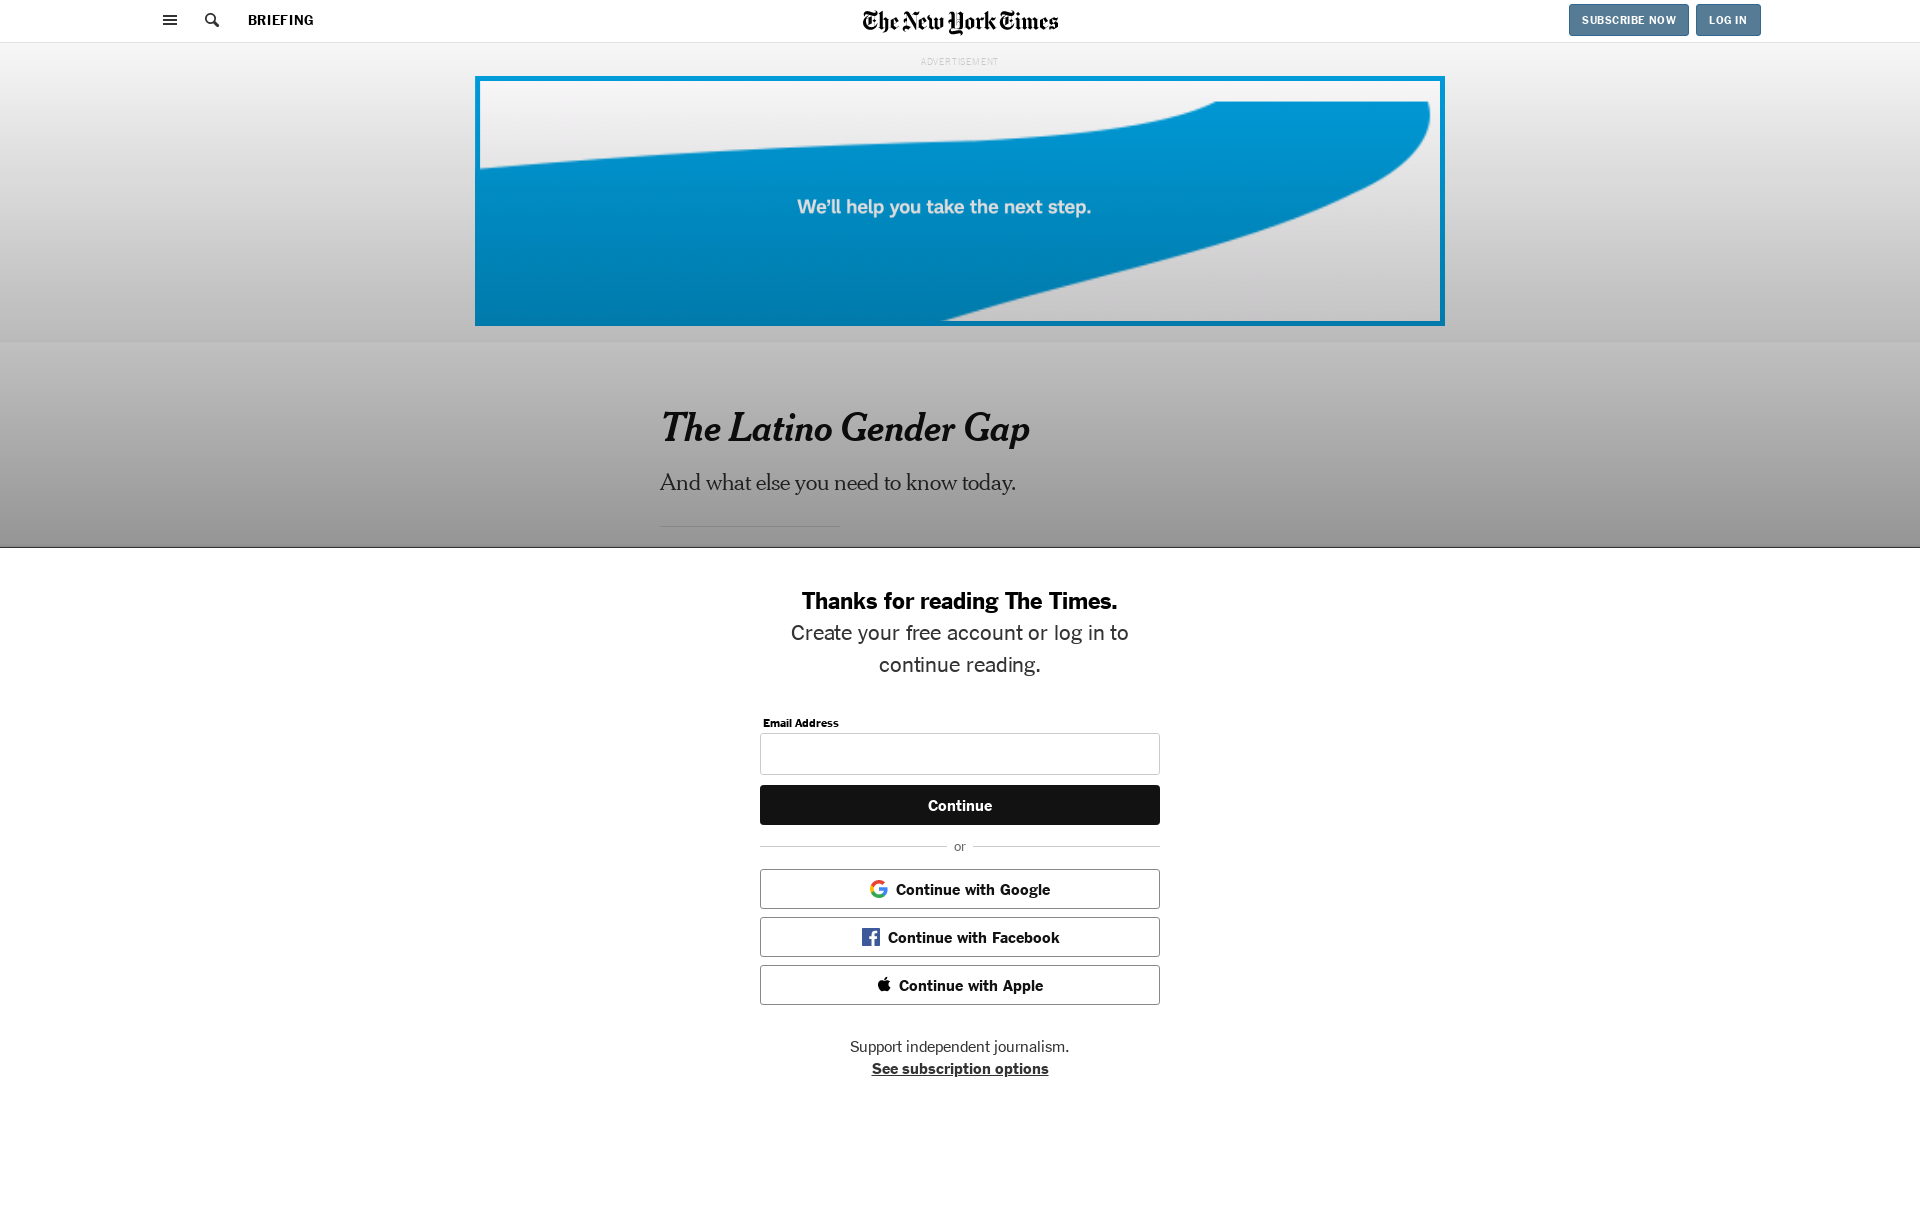 BRIEFING
The New York Times
SUBSCRIBE NOW
LOG IN
ADVERTISEMENT
We'll help you take the next step.
The Latino Gender Gap
And what else you need to know today.
Thanks for reading The Times.
Create your free account or log in to
continue reading.
Email Address
Continue
or
Continue with Google
Continue with Facebook
Continue with Apple
Support independent journalism.
See subscription options